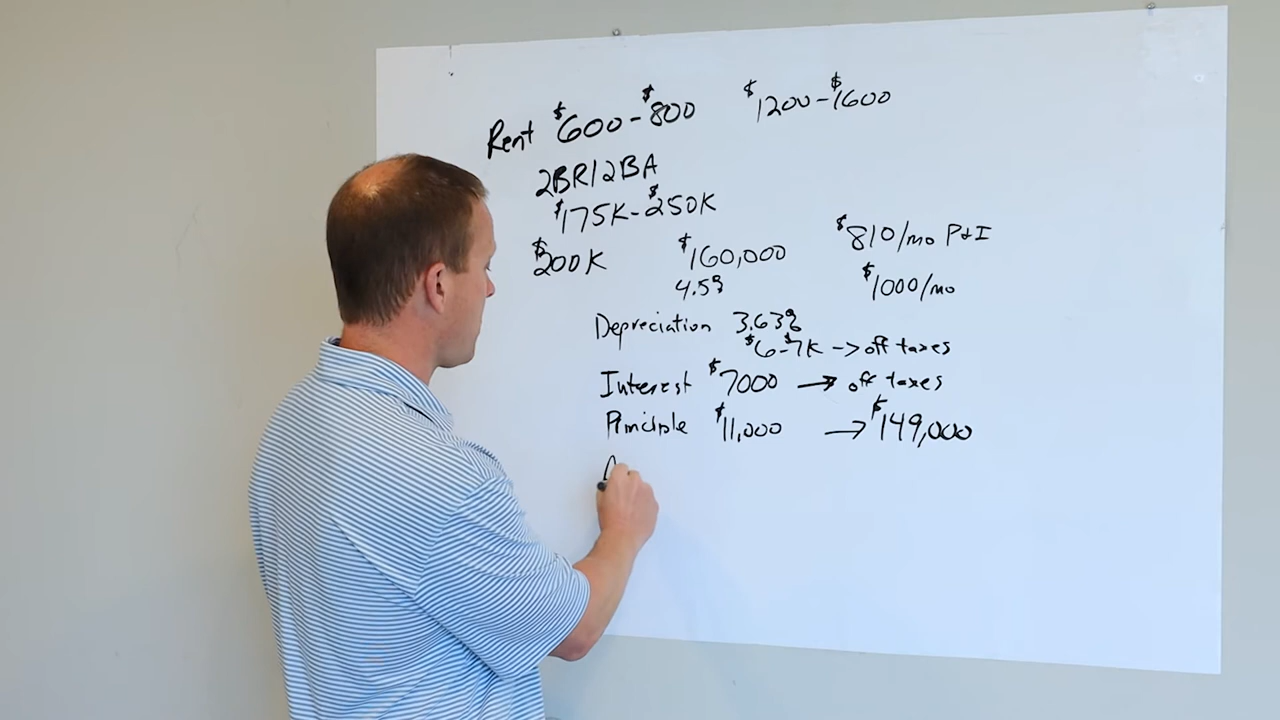 Rent $600-$800 $1200-$1600
2BR/2BA
$175K-$250K
$200K $160,000 $810/mo P&I
4.5% $1000/mo
Depreciation 3.63%
$6-$7K -> off taxes
Interest $7000 -> off taxes
Principle $11,000 -> $149,000